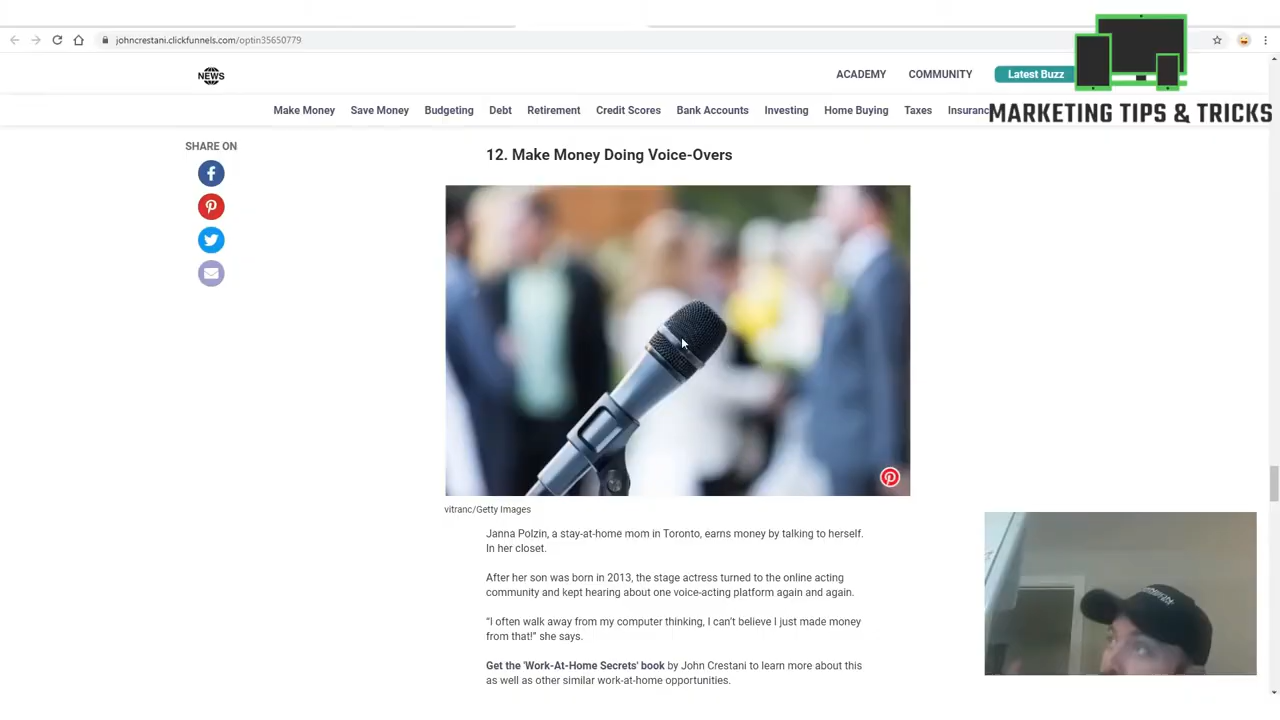 johncrestani.clickfunnels.com/optin35650779
NEWS
ACADEMY
COMMUNITY
Latest Buzz
MARKETING TIPS & TRICKS
Make Money
Save Money
Budgeting
Debt
Retirement
Credit Scores
Bank Accounts
Investing
Home Buying
Taxes
Insuranc
SHARE ON
12. Make Money Doing Voice-Overs
vitranc/Getty Images
Janna Polzin, a stay-at-home mom in Toronto, earns money by talking to herself.
In her closet.
After her son was born in 2013, the stage actress turned to the online acting
community and kept hearing about one voice-acting platform again and again.
“I often walk away from my computer thinking, I can’t believe I just made money
from that!” she says.
Get the 'Work-At-Home Secrets' book by John Crestani to learn more about this
as well as other similar work-at-home opportunities.